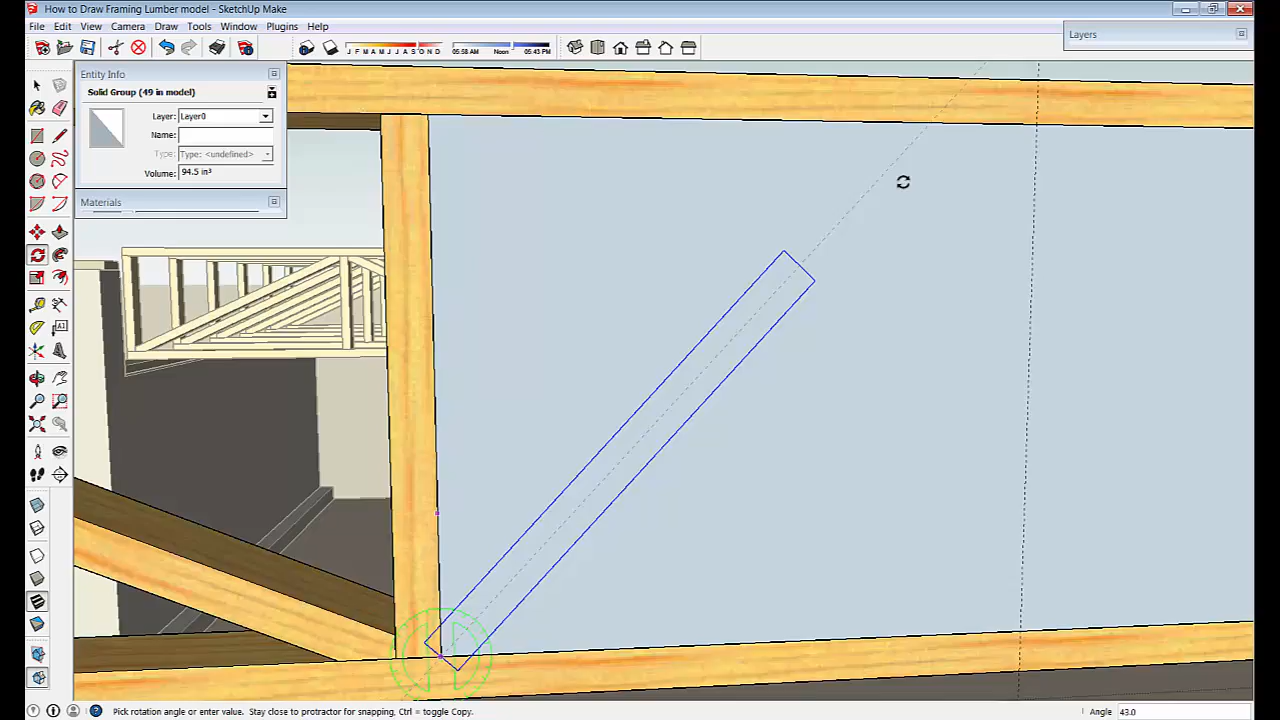 How to Draw Framing Lumber model - SketchUp Make
File Edit View Camera Draw Tools Window Plugins Help
J F M A M J J A S O N D 05:58 AM Noon 05:43 PM
Layers
Entity Info
Solid Group (49 in model)
Layer: Layer0
Name:
Type: Type: <undefined>
Volume: 94.5 in³
Materials
Pick rotation angle or enter value. Stay close to protractor for snapping, Ctrl = toggle Copy. Angle 43.0